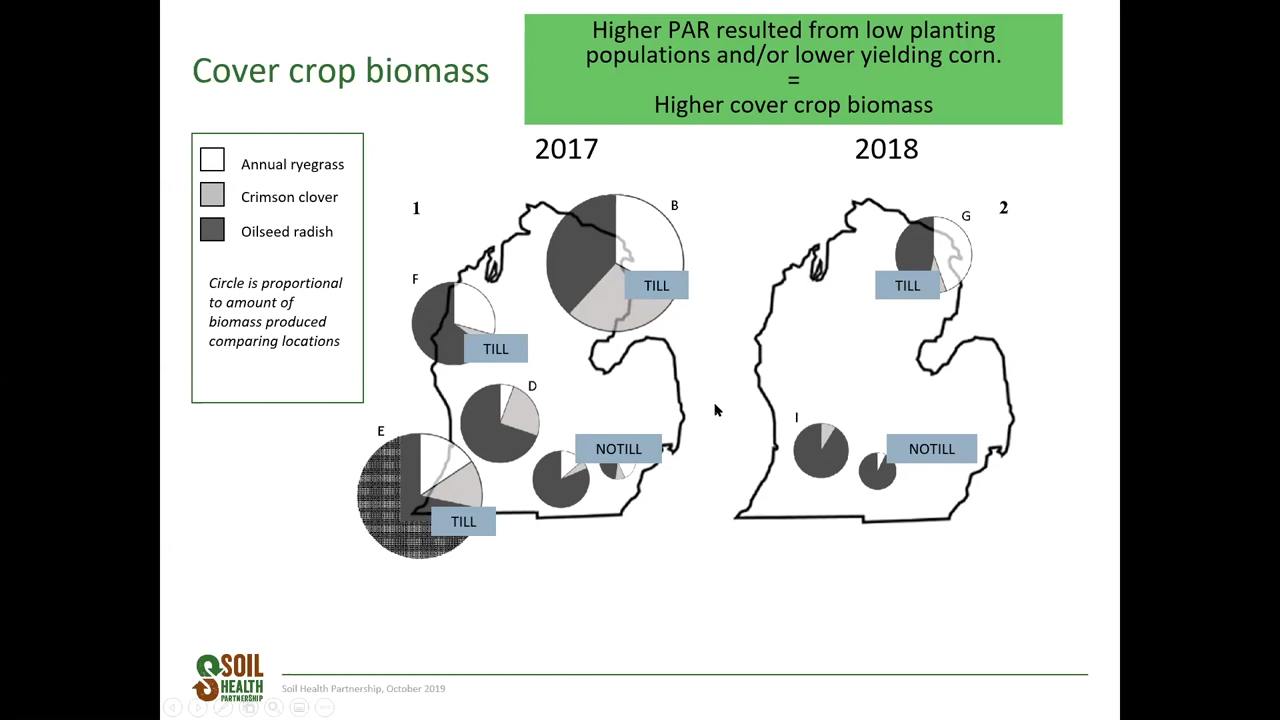 Cover crop biomass
Higher PAR resulted from low planting
populations and/or lower yielding corn.
=
Higher cover crop biomass
2017
2018
Annual ryegrass
Crimson clover
Oilseed radish
Circle is proportional
to amount of
biomass produced
comparing locations
1
B
TILL
F
TILL
D
E
NOTILL
TILL
2
G
TILL
I
NOTILL
SOIL
HEALTH
PARTNERSHIP
Soil Health Partnership, October 2019